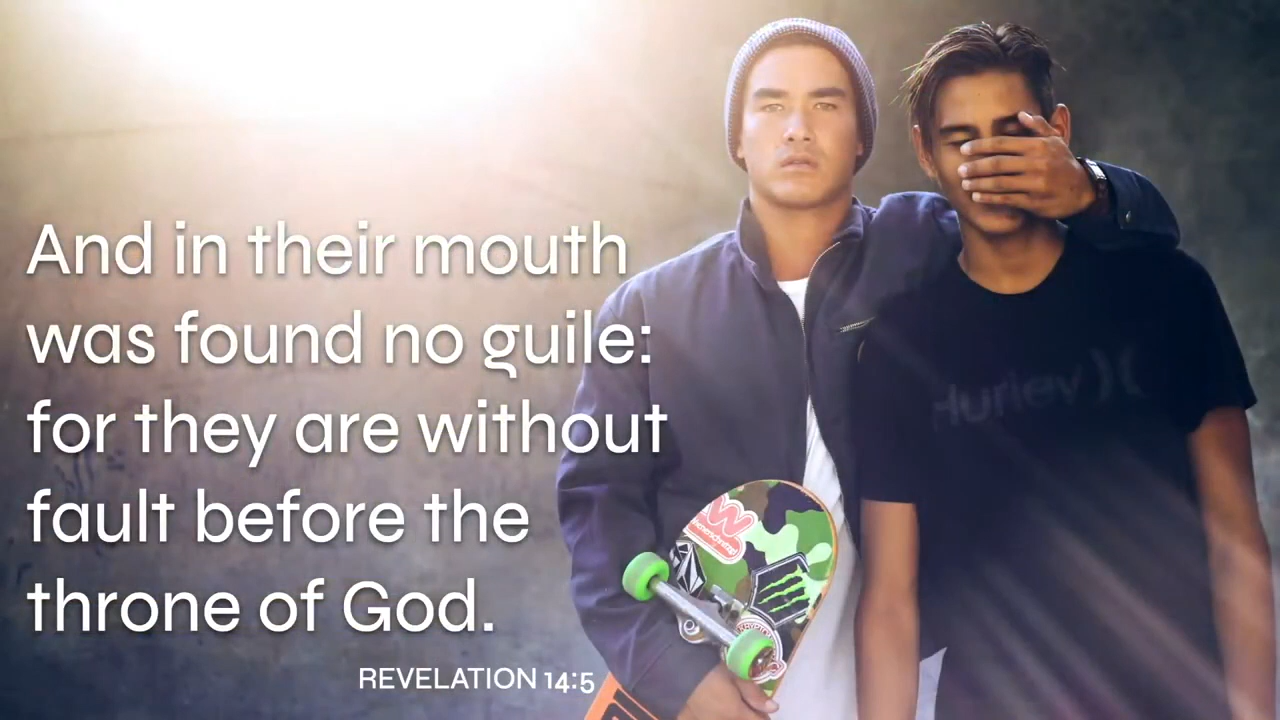 And in their mouth
was found no guile:
for they are without
fault before the
throne of God.
REVELATION 14:5
Hurley